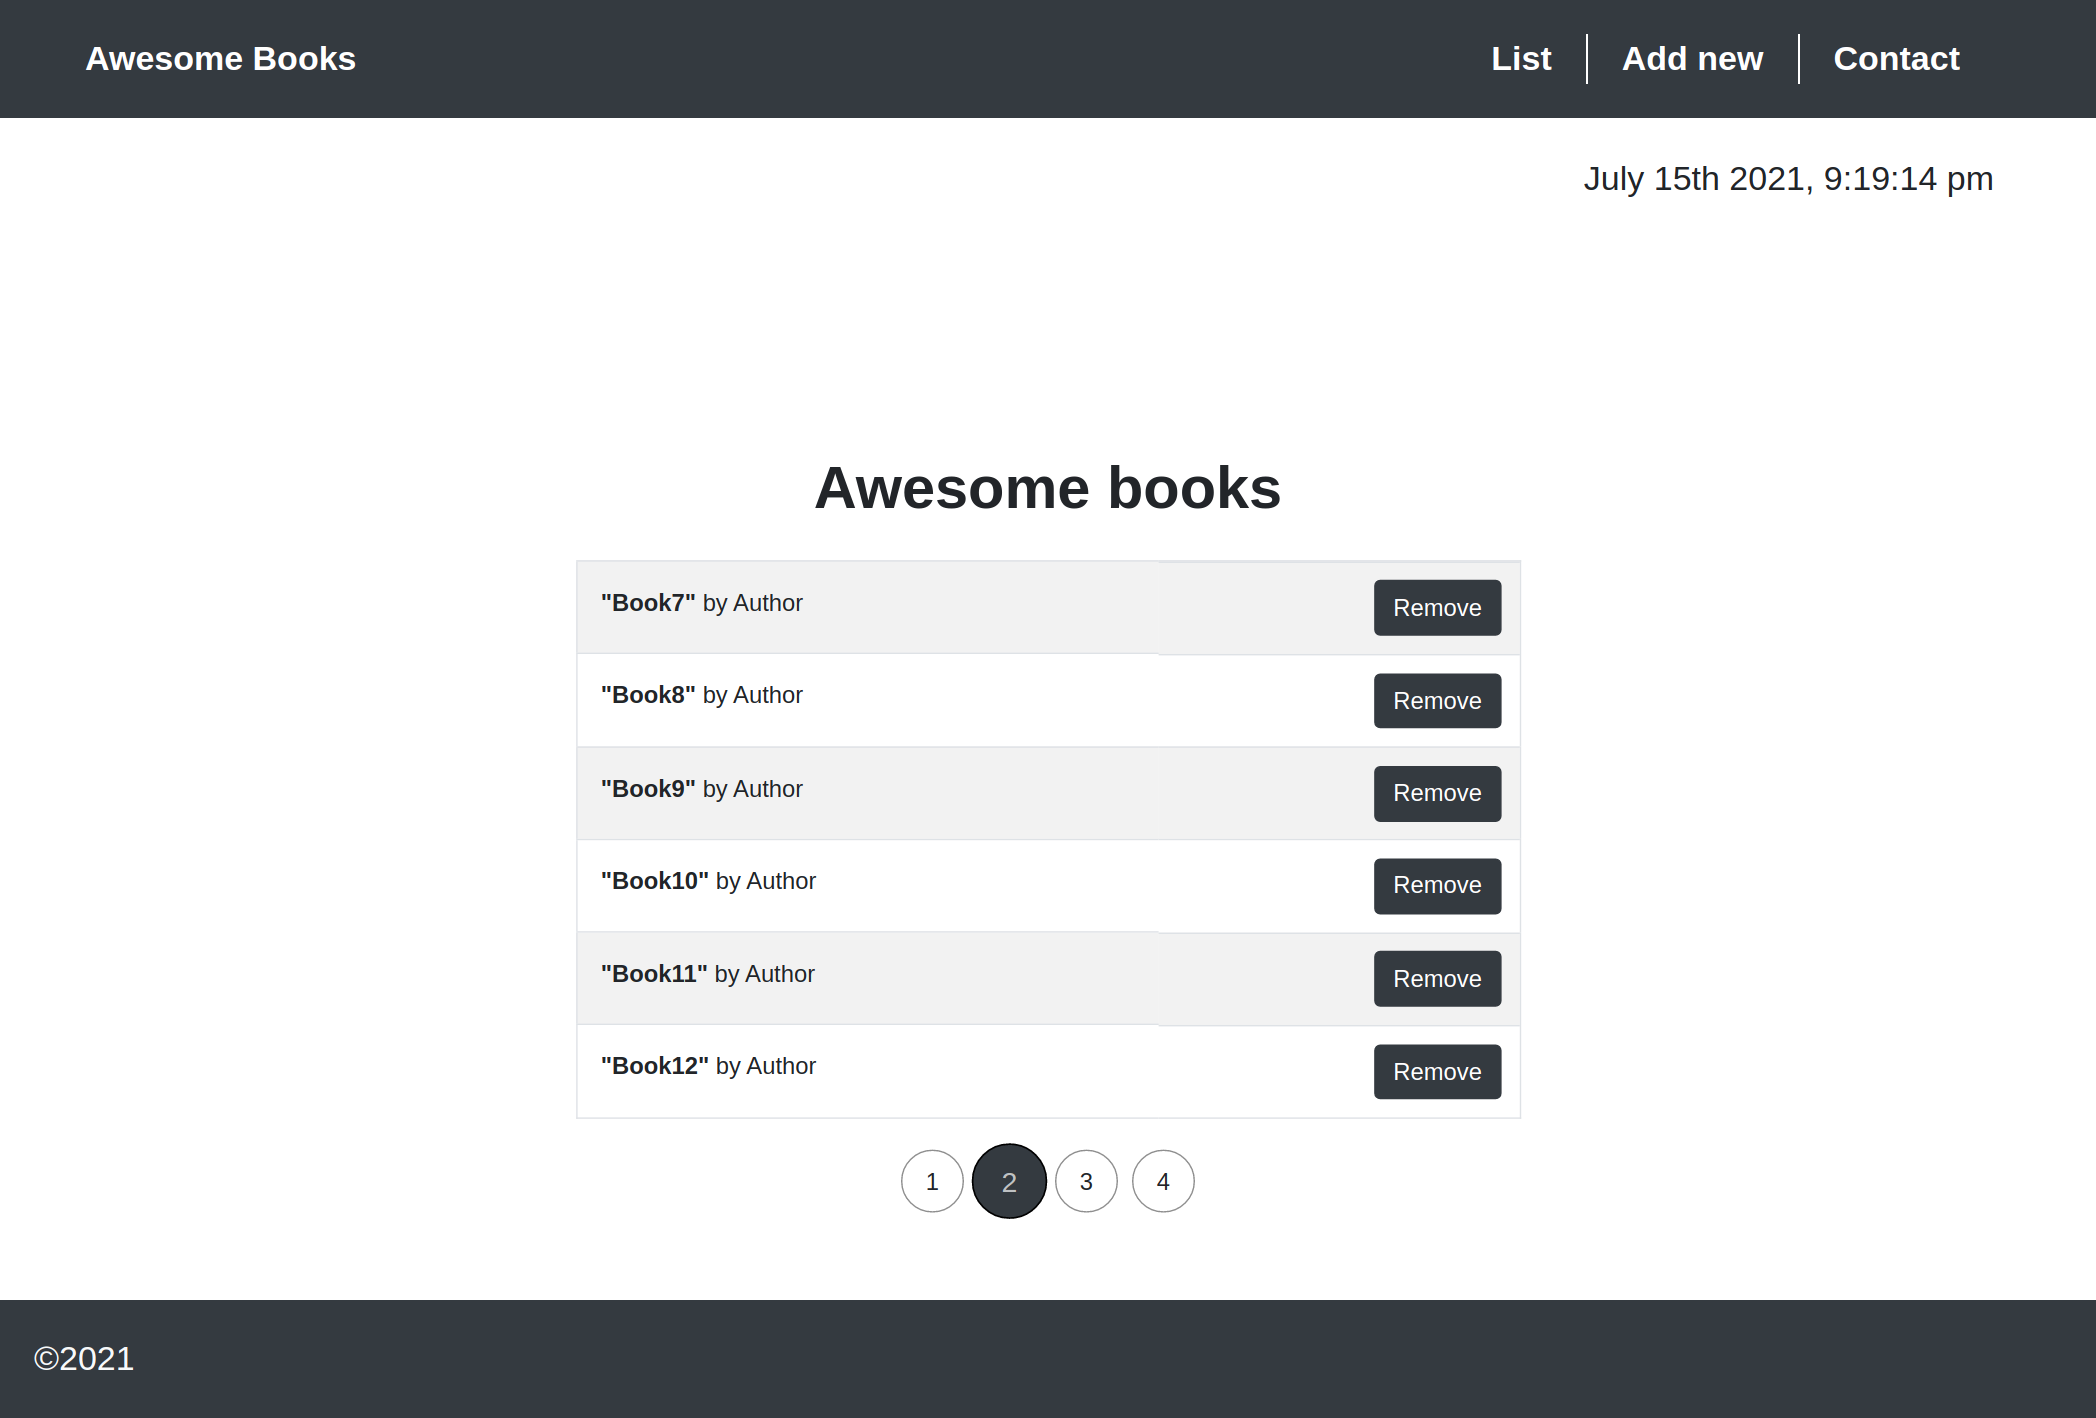 Awesome Books List Add new Contact
July 15th 2021, 9:19:14 pm
Awesome books
"Book7" by Author Remove
"Book8" by Author Remove
"Book9" by Author Remove
"Book10" by Author Remove
"Book11" by Author Remove
"Book12" by Author Remove
1 2 3 4
©2021